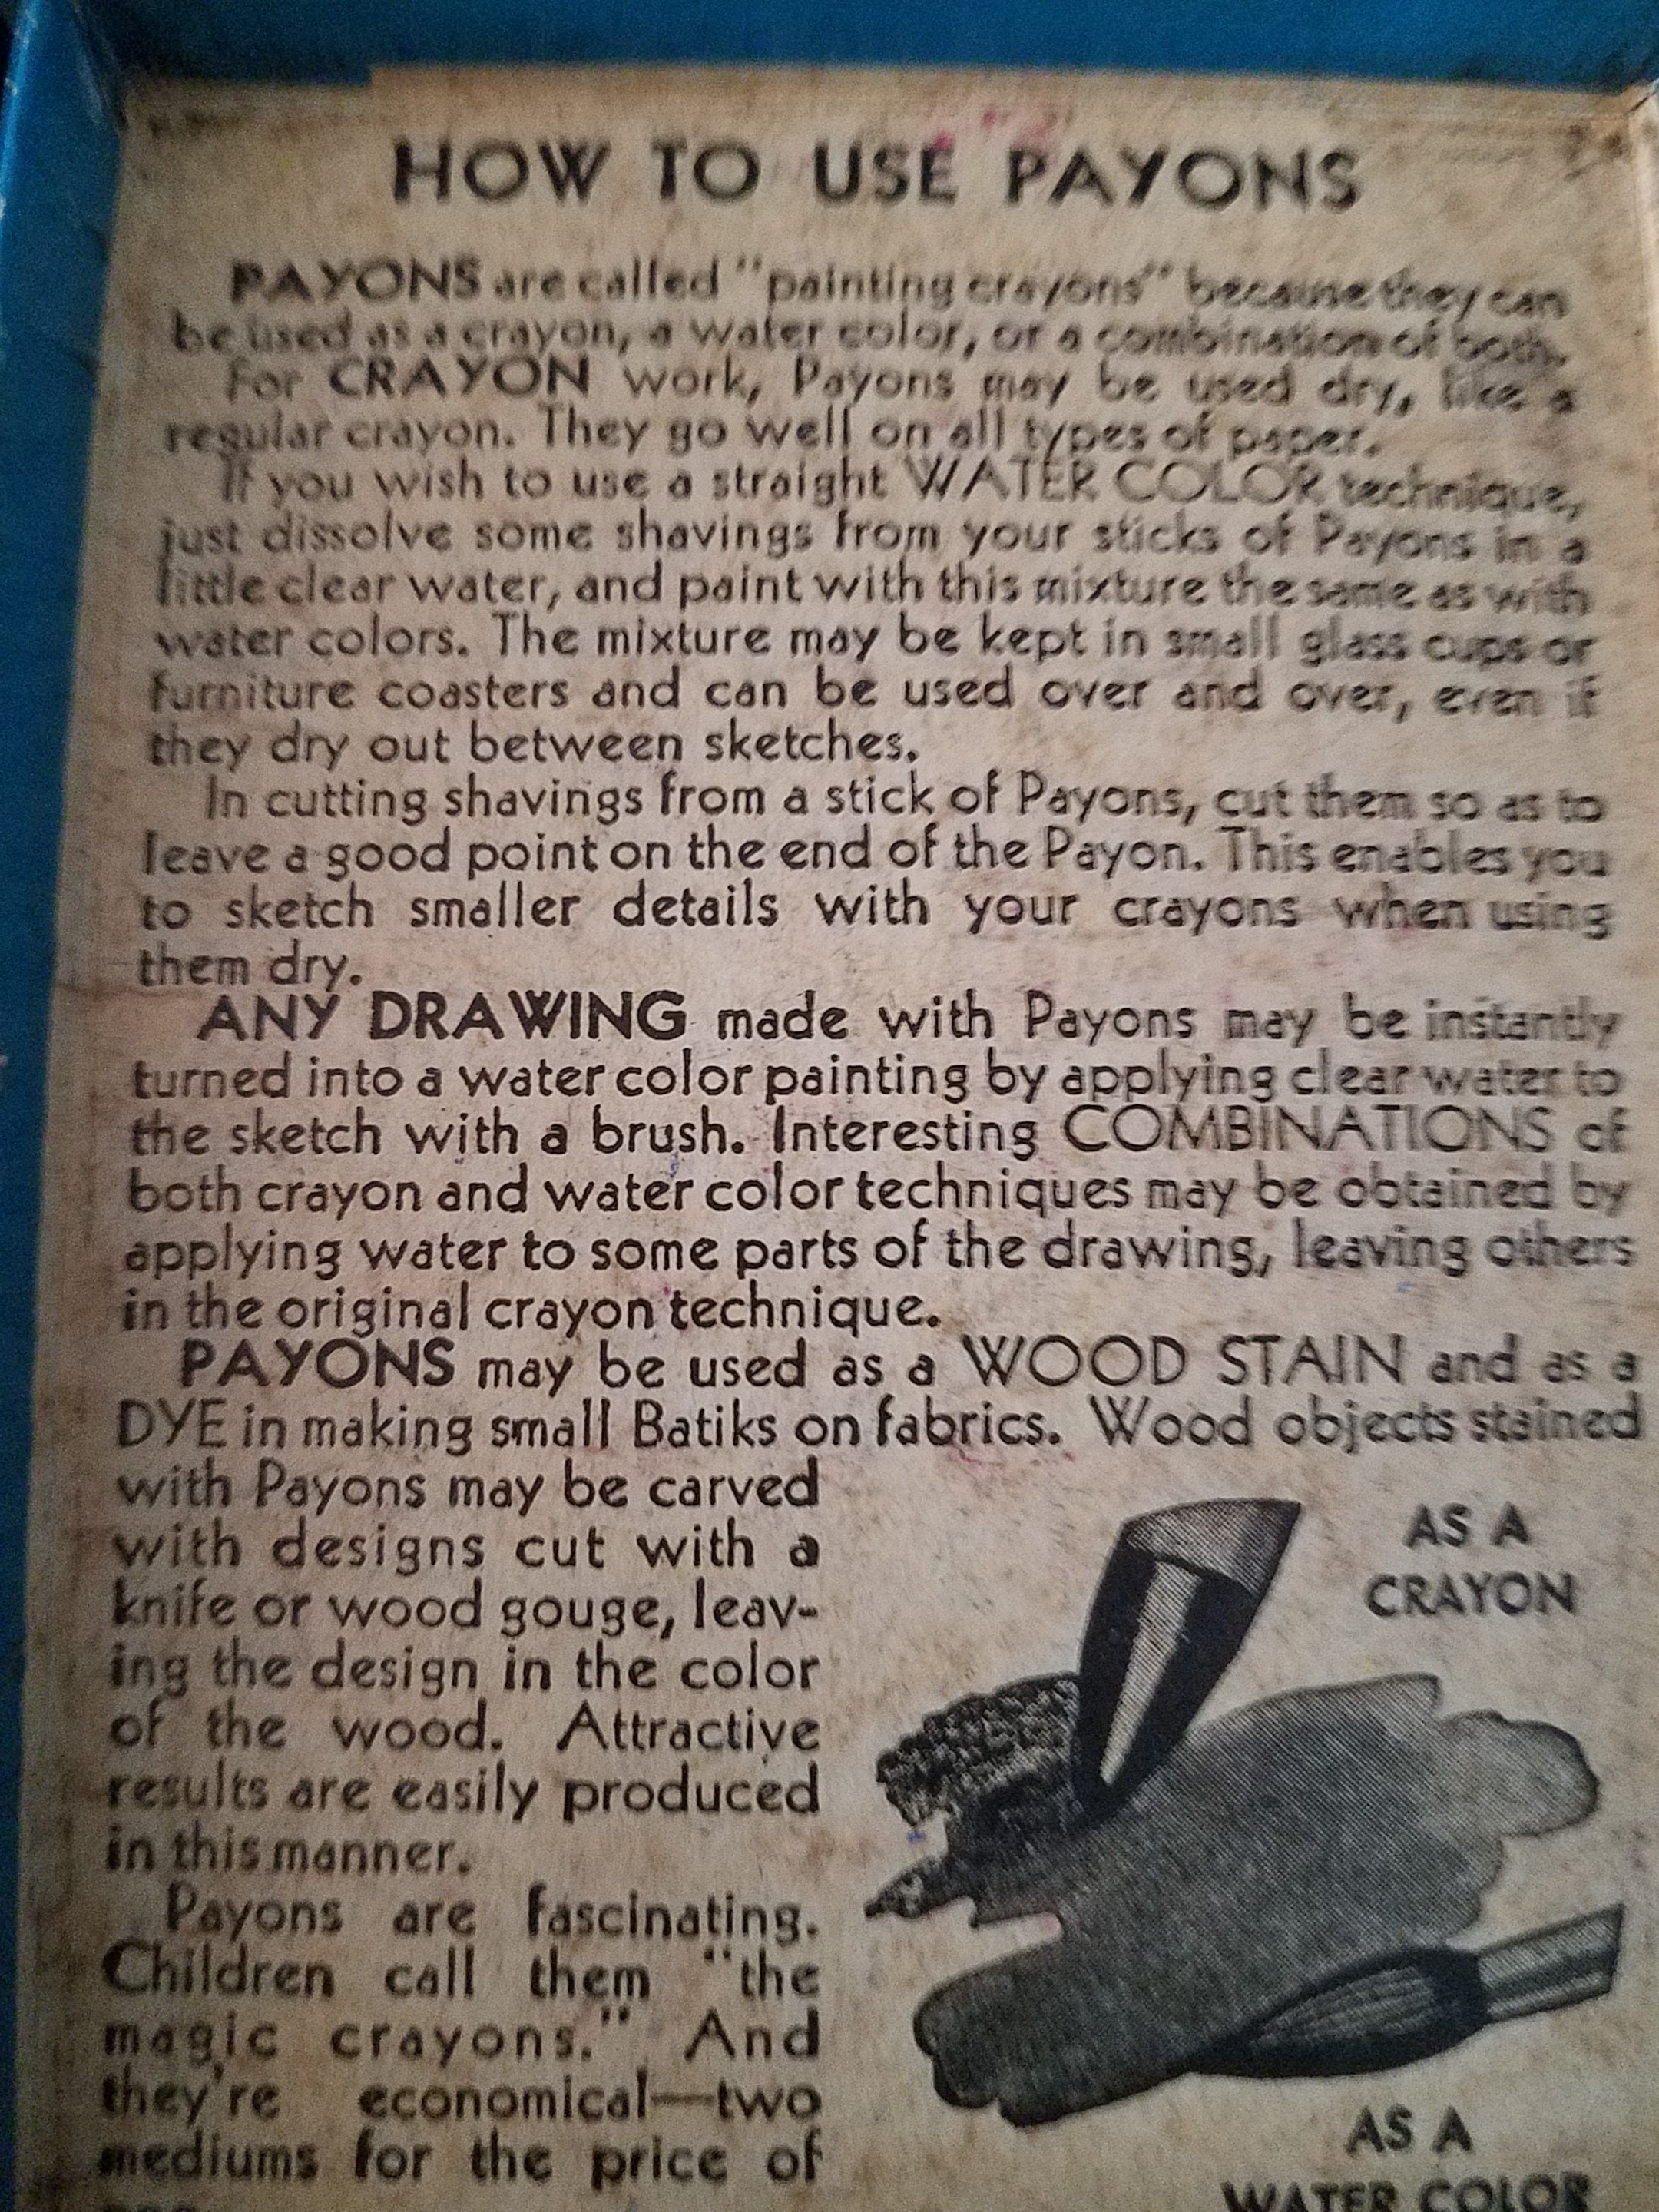 HOW TO USE PAYONS
PAYONS are called "painting crayons" because they can
be used as a crayon, a water color, or a combination of both.
For CRAYON work, Payons may be used dry, like a
regular crayon. They go well on all types of paper.
If you wish to use a straight WATER COLOR technique,
just dissolve some shavings from your sticks of Payons in a
little clear water, and paint with this mixture the same as with
water colors. The mixture may be kept in small glass cups or
furniture coasters and can be used over and over, even if
they dry out between sketches.
In cutting shavings from a stick of Payons, cut them so as to
leave a good point on the end of the Payon. This enables you
to sketch smaller details with your crayons when using
them dry.
ANY DRAWING made with Payons may be instantly
turned into a water color painting by applying clear water to
the sketch with a brush. Interesting COMBINATIONS of
both crayon and water color techniques may be obtained by
applying water to some parts of the drawing, leaving others
in the original crayon technique.
PAYONS may be used as a WOOD STAIN and as a
DYE in making small Batiks on fabrics. Wood objects stained
with Payons may be carved
with designs cut with a
knife or wood gouge, leav-
ing the design in the color
of the wood. Attractive
results are easily produced
in this manner.
Payons are fascinating.
Children call them "the
magic crayons." And
they're economical—two
mediums for the price of
AS A
CRAYON
AS A
WATER COLOR